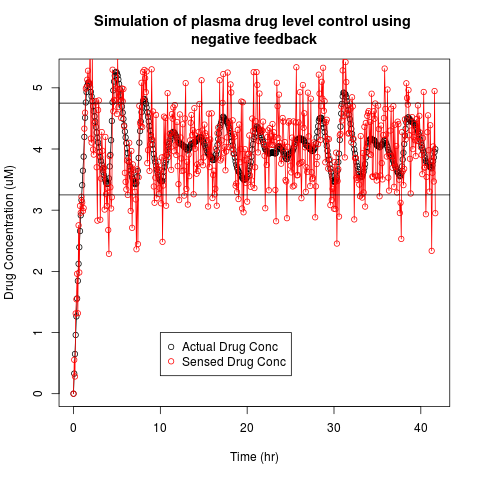 Simulation of plasma drug level control using
negative feedback
Drug Concentration (uM)
5
4
3
2
1
0
Actual Drug Conc
Sensed Drug Conc
0 10 20 30 40
Time (hr)